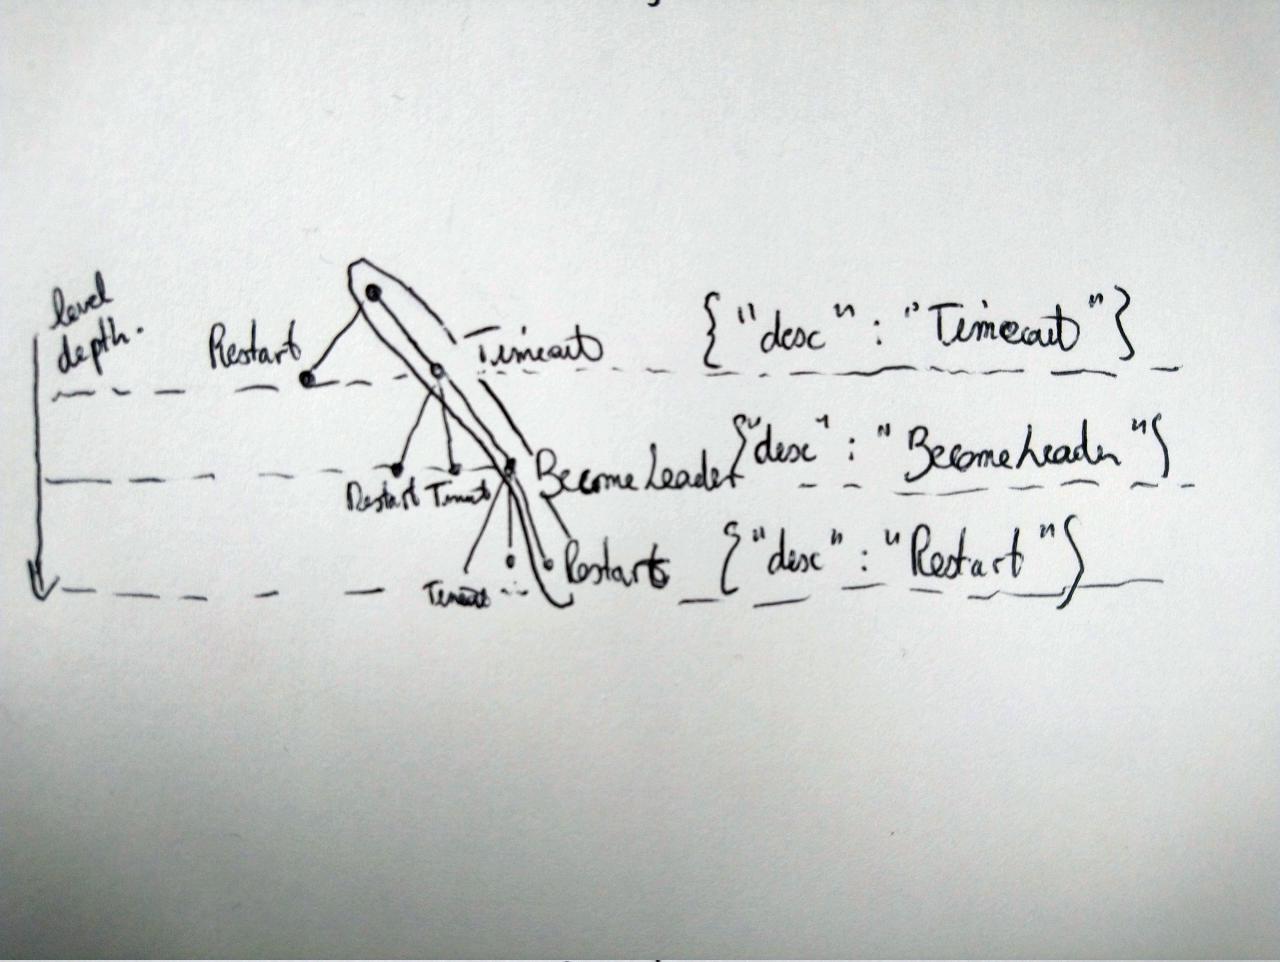 level
depth.
Restart
Timeout
{"desc" : "Timeout"}
Restart
Timeout
BecomeLeader
{"desc" : "BecomeLeader"}
Timeout
...
Restart
{"desc" : "Restart"}